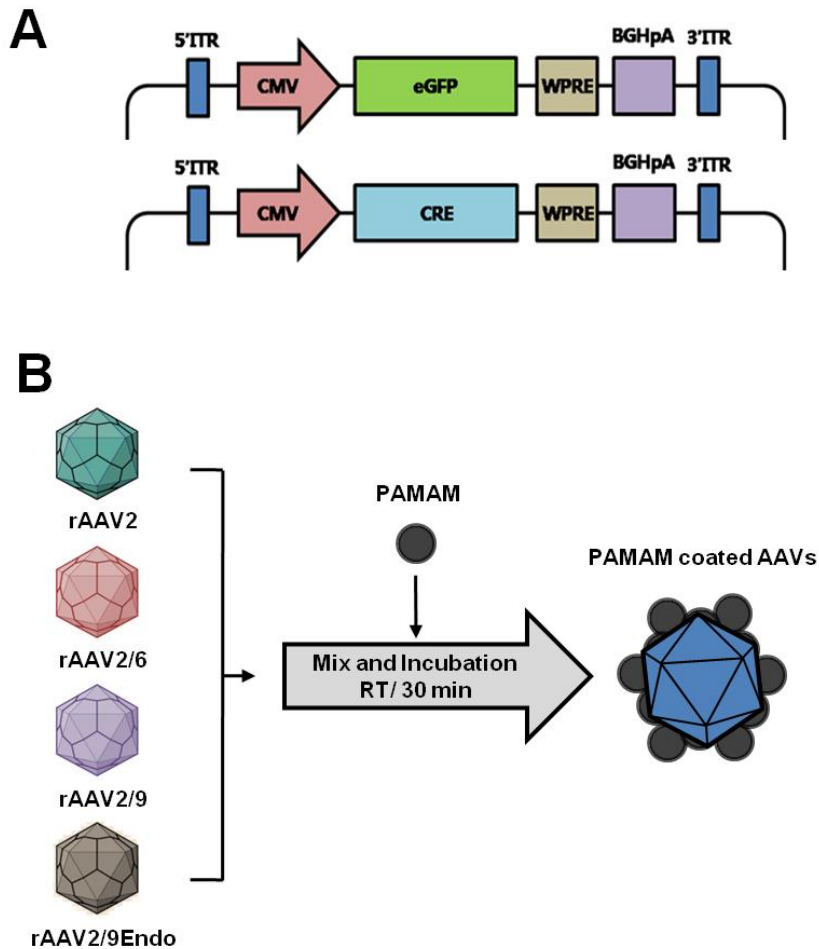 A
5'ITR
CMV
eGFP
WPRE
BGHpA
3'ITR
5'ITR
CMV
CRE
WPRE
BGHpA
3'ITR
B
rAAV2
rAAV2/6
rAAV2/9
rAAV2/9Endo
PAMAM
Mix and Incubation
RT/ 30 min
PAMAM coated AAVs